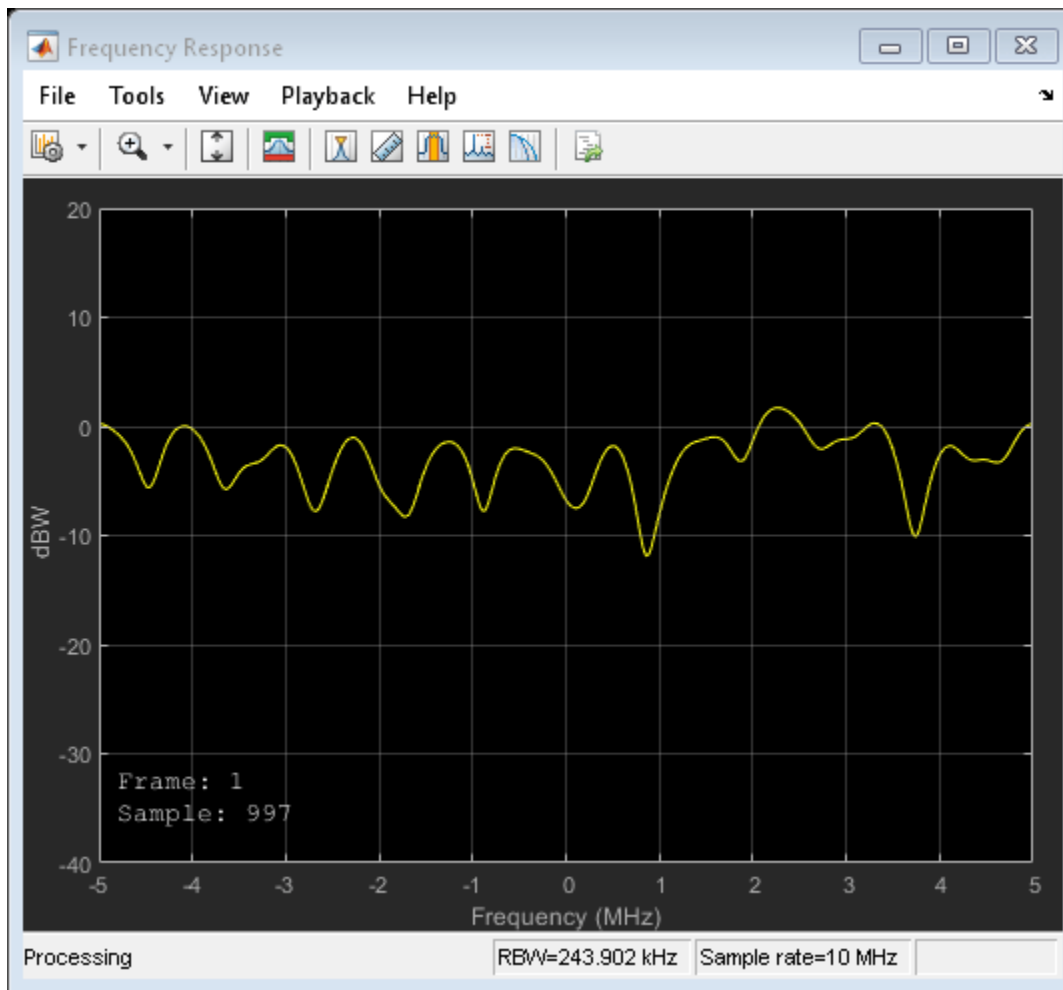 Frequency Response
File Tools View Playback Help
20
10
0
-10
-20
-30
-40
dBW
Frame: 1
Sample: 997
-5 -4 -3 -2 -1 0 1 2 3 4 5
Frequency (MHz)
Processing RBW=243.902 kHz Sample rate=10 MHz